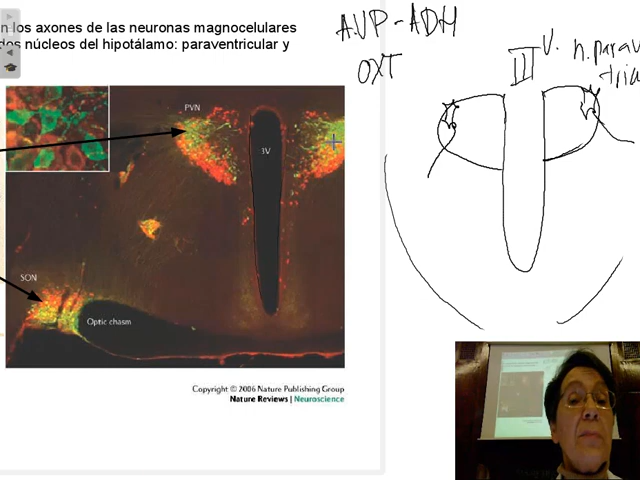 n los axones de las neuronas magnocelulares
dos núcleos del hipotálamo: paraventricular y
AVP-ADH
OXT
III V.
n. parav
PVN
3V
SON
Optic chasm
Copyright © 2006 Nature Publishing Group
Nature Reviews | Neuroscience